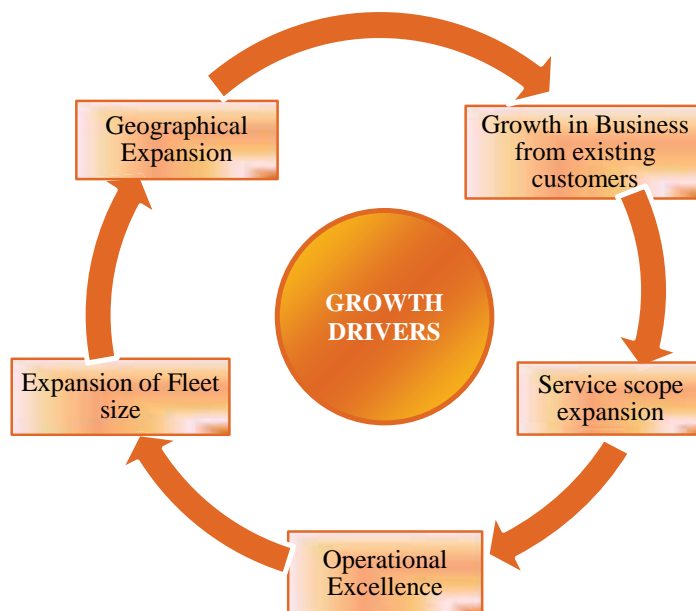 Geographical
Expansion
Growth in Business
from existing
customers
GROWTH
DRIVERS
Expansion of Fleet
size
Service scope
expansion
Operational
Excellence